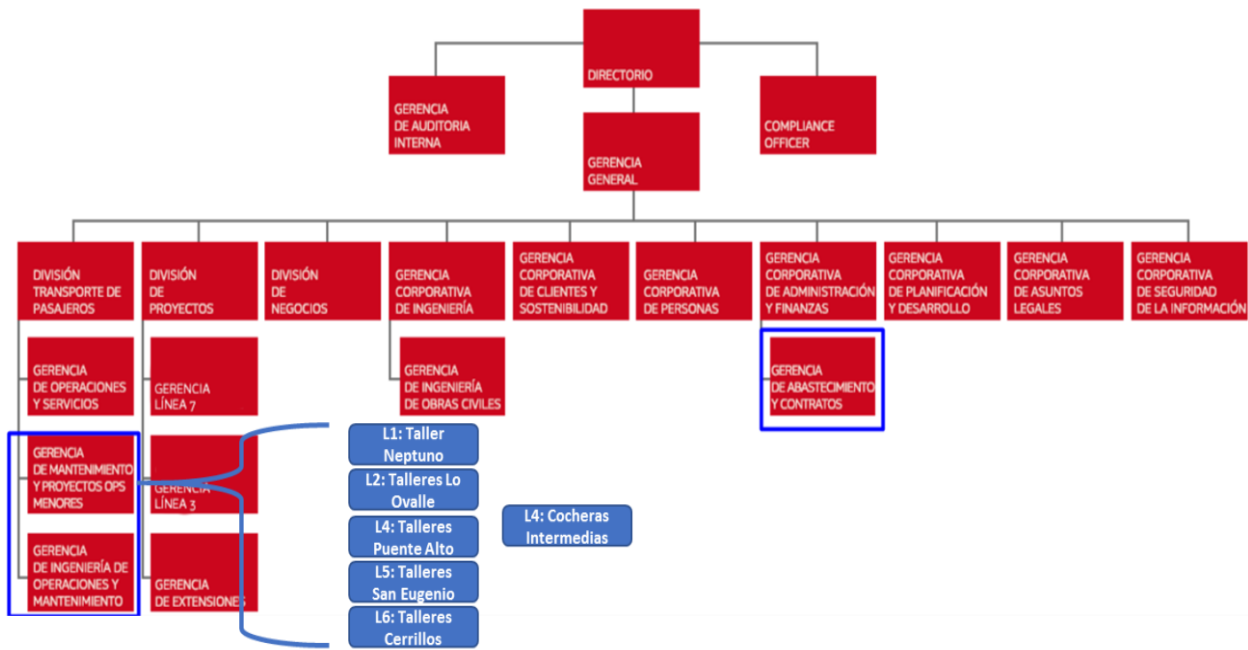 DIRECTORIO
GERENCIA
DE AUDITORIA
INTERNA
COMPLIANCE
OFFICER
GERENCIA
GENERAL
DIVISIÓN
TRANSPORTE DE
PASAJEROS
DIVISIÓN
DE
PROYECTOS
DIVISIÓN
DE
NEGOCIOS
GERENCIA
CORPORATIVA
DE INGENIERÍA
GERENCIA
CORPORATIVA
DE CLIENTES Y
SOSTENIBILIDAD
GERENCIA
CORPORATIVA
DE PERSONAS
GERENCIA
CORPORATIVA
DE ADMINISTRACIÓN
Y FINANZAS
GERENCIA
CORPORATIVA
DE PLANIFICACIÓN
Y DESARROLLO
GERENCIA
CORPORATIVA
DE ASUNTOS
LEGALES
GERENCIA
CORPORATIVA
DE SEGURIDAD
DE LA INFORMACIÓN
GERENCIA
DE OPERACIONES
Y SERVICIOS
GERENCIA
LÍNEA 7
GERENCIA
DE INGENIERÍA
DE OBRAS CIVILES
GERENCIA
DE ABASTECIMIENTO
Y CONTRATOS
GERENCIA
DE MANTENIMIENTO
Y PROYECTOS OPS
MENORES
GERENCIA
LÍNEA 3
GERENCIA
DE INGENIERÍA DE
OPERACIONES Y
MANTENIMIENTO
GERENCIA
DE EXTENSIONES
L1: Taller
Neptuno
L2: Talleres Lo
Ovalle
L4: Talleres
Puente Alto
L4: Cocheras
Intermedias
L5: Talleres
San Eugenio
L6: Talleres
Cerrillos